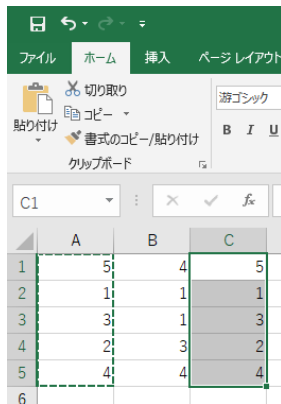 ファイル ホーム 挿入 ページ レイアウト
切り取り
コピー
貼り付け
書式のコピー/貼り付け
クリップボード
游ゴシック
B I U
C1 fx
A B C
1 5 4 5
2 1 1 1
3 3 1 3
4 2 3 2
5 4 4 4
6